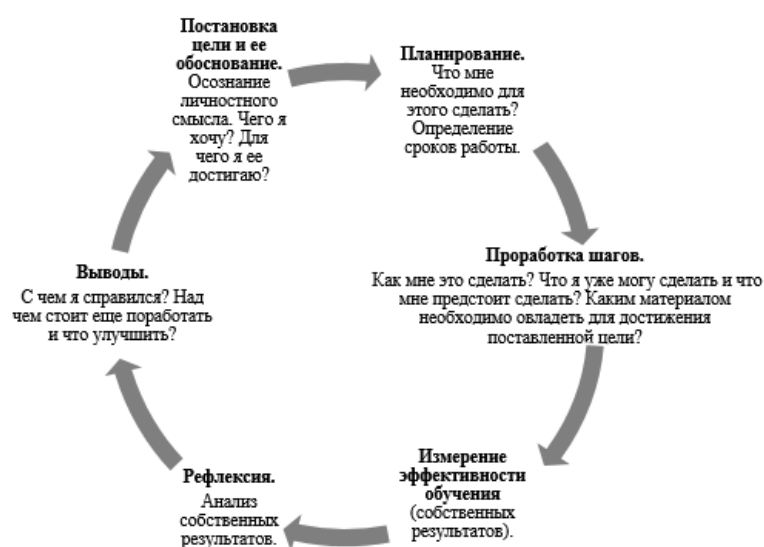 Постановка
цели и ее
обоснование.
Осознание
личностного
смысла. Чего я
хочу? Для
чего я ее
достигаю?
Планирование.
Что мне
необходимо для
этого сделать?
Определение
сроков работы.
Проработка шагов.
Как мне это сделать? Что я уже могу сделать и что
мне предстоит сделать? Каким материалом
необходимо овладеть для достижения
поставленной цели?
Измерение
эффективности
обучения
(собственных
результатов).
Рефлексия.
Анализ
собственных
результатов.
Выводы.
С чем я справился? Над
чем стоит еще поработать
и что улучшить?